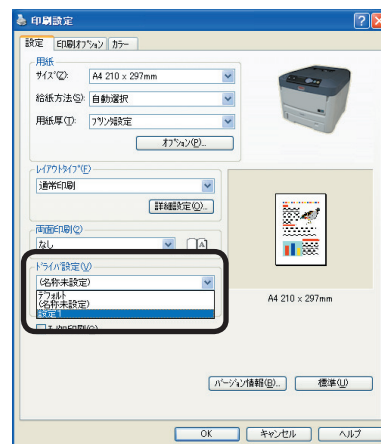 印刷設定
設定 印刷オプション カラー
用紙
サイズ(Z): A4 210 x 297mm
給紙方法(S): 自動選択
用紙厚(T): プリンタ設定
オプション(P)...
レイアウトタイプ(F)
通常印刷
詳細設定(O)...
両面印刷(2)
なし
A
ドライバ設定(V)
(名称未設定)
デフォルト
(名称未設定)
設定1
A4 210 x 297mm
バージョン情報(B)... 標準(U)
OK キャンセル ヘルプ